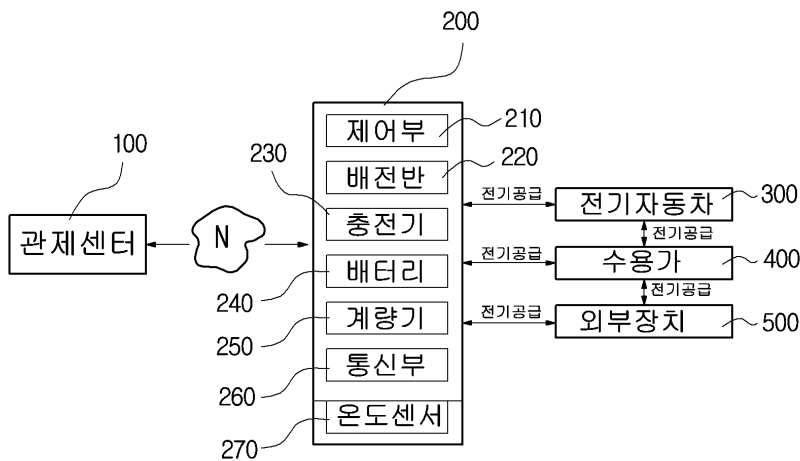 200
100
관제센터
N
제어부
210
배전반
220
230
충전기
배터리
240
계량기
250
통신부
260
온도센서
270
전기공급
전기자동차
300
전기공급
전기공급
수용가
400
전기공급
전기공급
외부장치
500